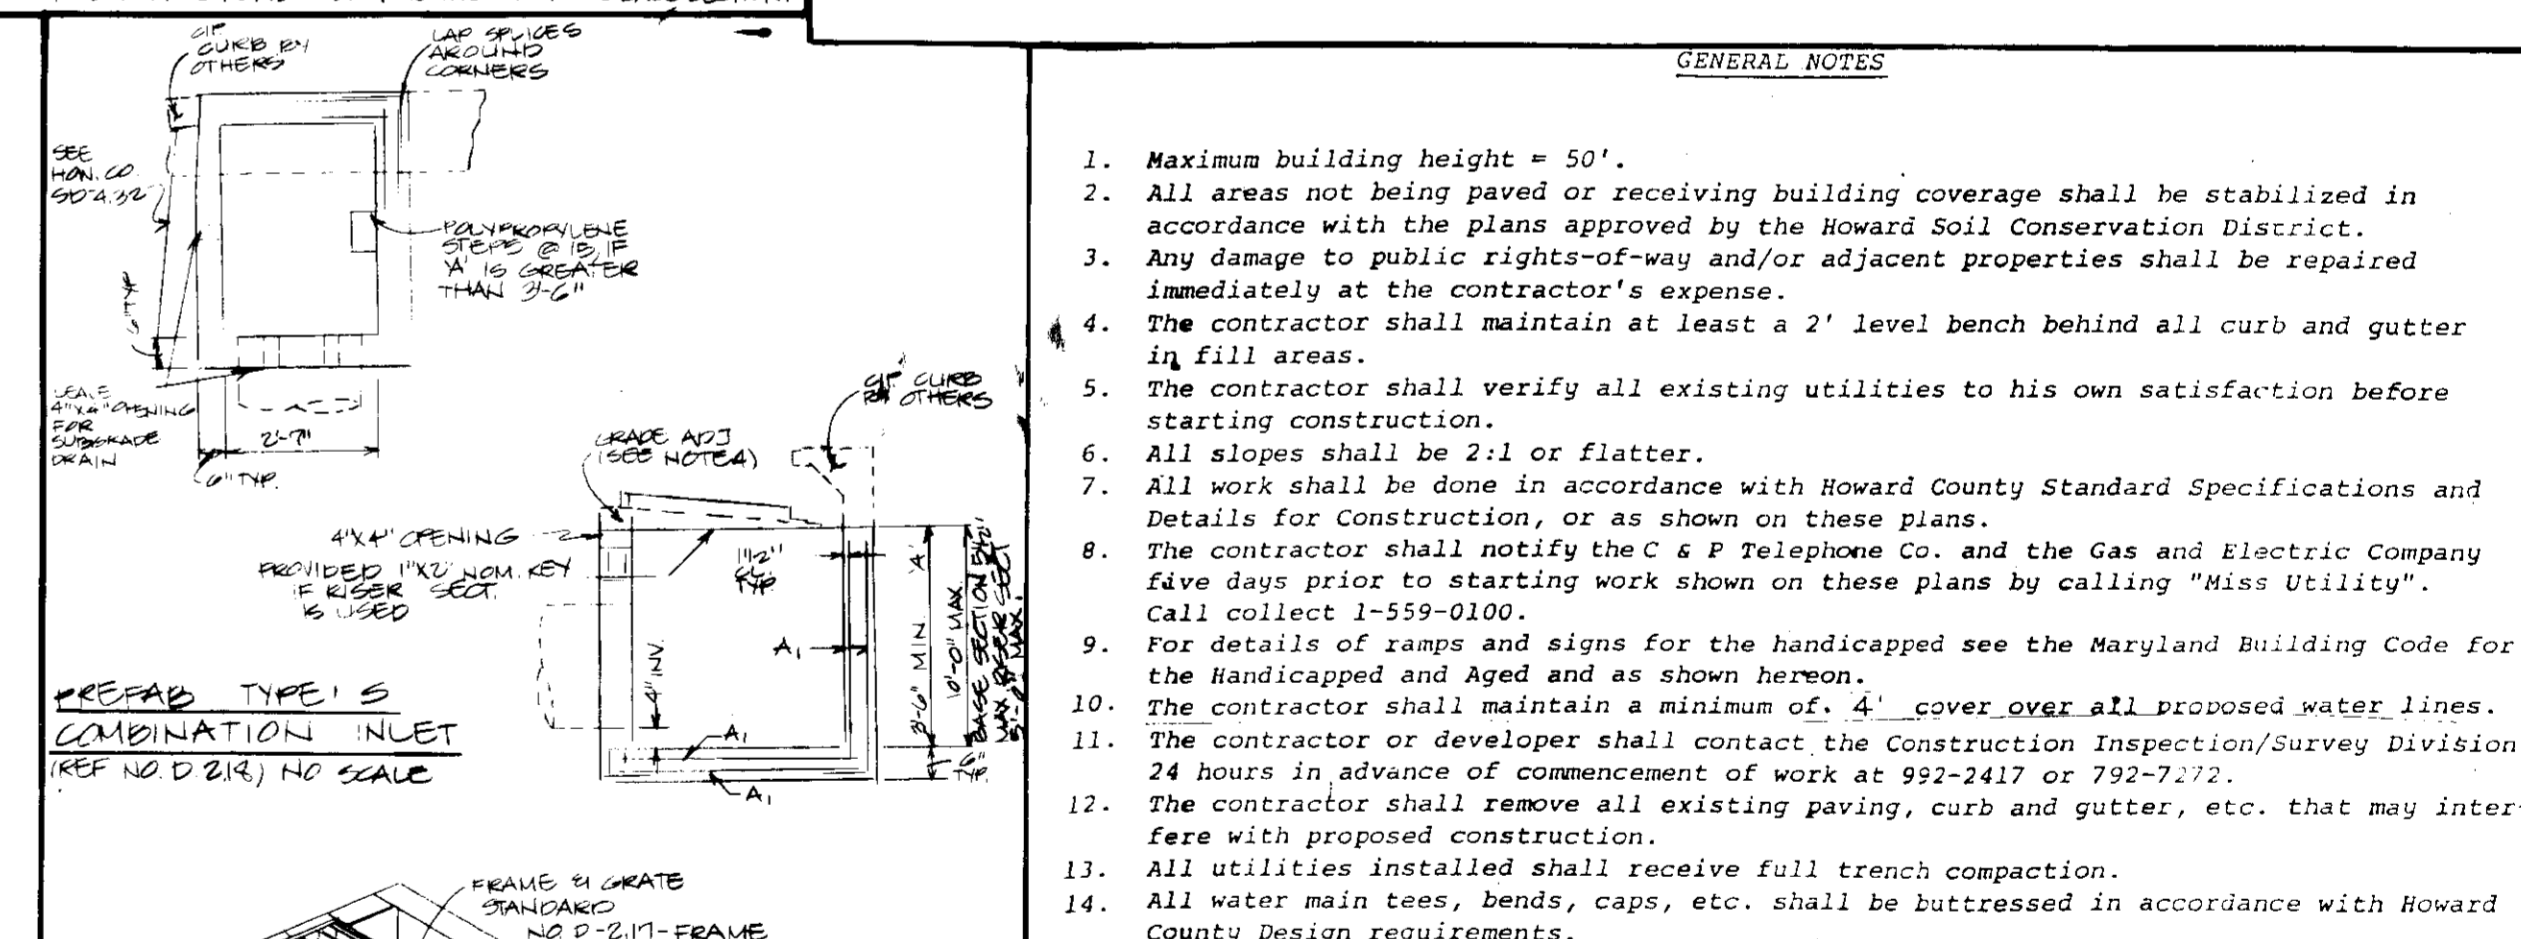 CIP
CURB BY
OTHERS
LAP SPLICES
AROUND
CORNERS
SEE
HOW. CO.
SD-4.32
POLYPROPYLENE
STEPS @ 15, IF
'A' IS GREATER
THAN 3'-6"
6" TYP
4"X4" OPENING
FOR
SUBGRADE
DRAIN
2'-7"
6" TYP.
CIP CURB
BY OTHERS
GRADE ADJ
(SEE NOTE 4)
4"X4" OPENING
PROVIDED 1"X2" NOM. KEY
IF RISER SECT.
IS USED
1 1/2"
CL.
TYP.
'A'
3'-6" MIN
10'-0" MAX
BASE SECTION
MAX RISER SECT
MAX.
A1
4" INV.
A1
A1
6"
TYP.
PREFAB TYPE 'S
COMBINATION INLET
(REF NO. D 2.18) NO SCALE
FRAME & GRATE
STANDARD
NO. D-2.17-FRAME
GENERAL NOTES
1. Maximum building height = 50'.
2. All areas not being paved or receiving building coverage shall be stabilized in
accordance with the plans approved by the Howard Soil Conservation District.
3. Any damage to public rights-of-way and/or adjacent properties shall be repaired
immediately at the contractor's expense.
4. The contractor shall maintain at least a 2' level bench behind all curb and gutter
in fill areas.
5. The contractor shall verify all existing utilities to his own satisfaction before
starting construction.
6. All slopes shall be 2:1 or flatter.
7. All work shall be done in accordance with Howard County Standard Specifications and
Details for Construction, or as shown on these plans.
8. The contractor shall notify the C & P Telephone Co. and the Gas and Electric Company
five days prior to starting work shown on these plans by calling "Miss Utility".
Call collect 1-559-0100.
9. For details of ramps and signs for the handicapped see the Maryland Building Code for
the Handicapped and Aged and as shown hereon.
10. The contractor shall maintain a minimum of 4' cover over all proposed water lines.
11. The contractor or developer shall contact the Construction Inspection/Survey Division
24 hours in advance of commencement of work at 992-2417 or 792-7272.
12. The contractor shall remove all existing paving, curb and gutter, etc. that may inter-
fere with proposed construction.
13. All utilities installed shall receive full trench compaction.
14. All water main tees, bends, caps, etc. shall be buttressed in accordance with Howard
County Design requirements.